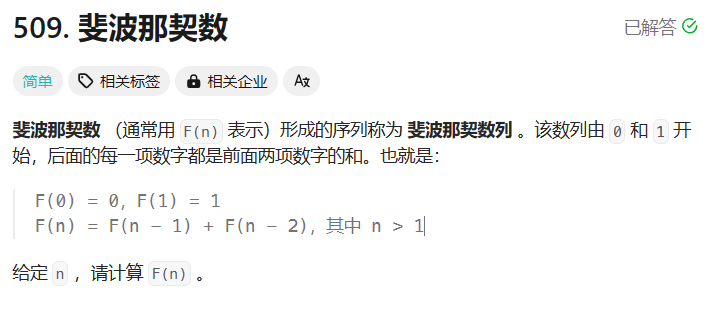 509. 斐波那契数
已解答
简单 相关标签 相关企业 Aあ
斐波那契数 （通常用 F(n) 表示）形成的序列称为 斐波那契数列 。该数列由 0 和 1 开
始，后面的每一项数字都是前面两项数字的和。也就是：
F(0) = 0，F(1) = 1
F(n) = F(n - 1) + F(n - 2)，其中 n > 1
给定 n ，请计算 F(n) 。